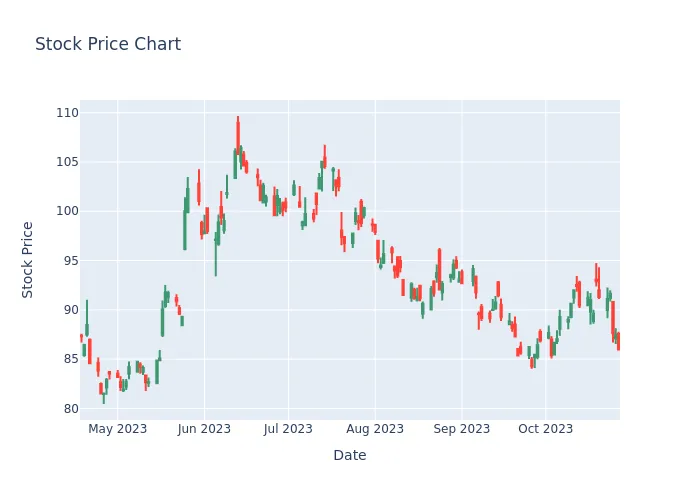 Stock Price Chart
Stock Price
110
105
100
95
90
85
80
May 2023
Jun 2023
Jul 2023
Aug 2023
Sep 2023
Oct 2023
Date